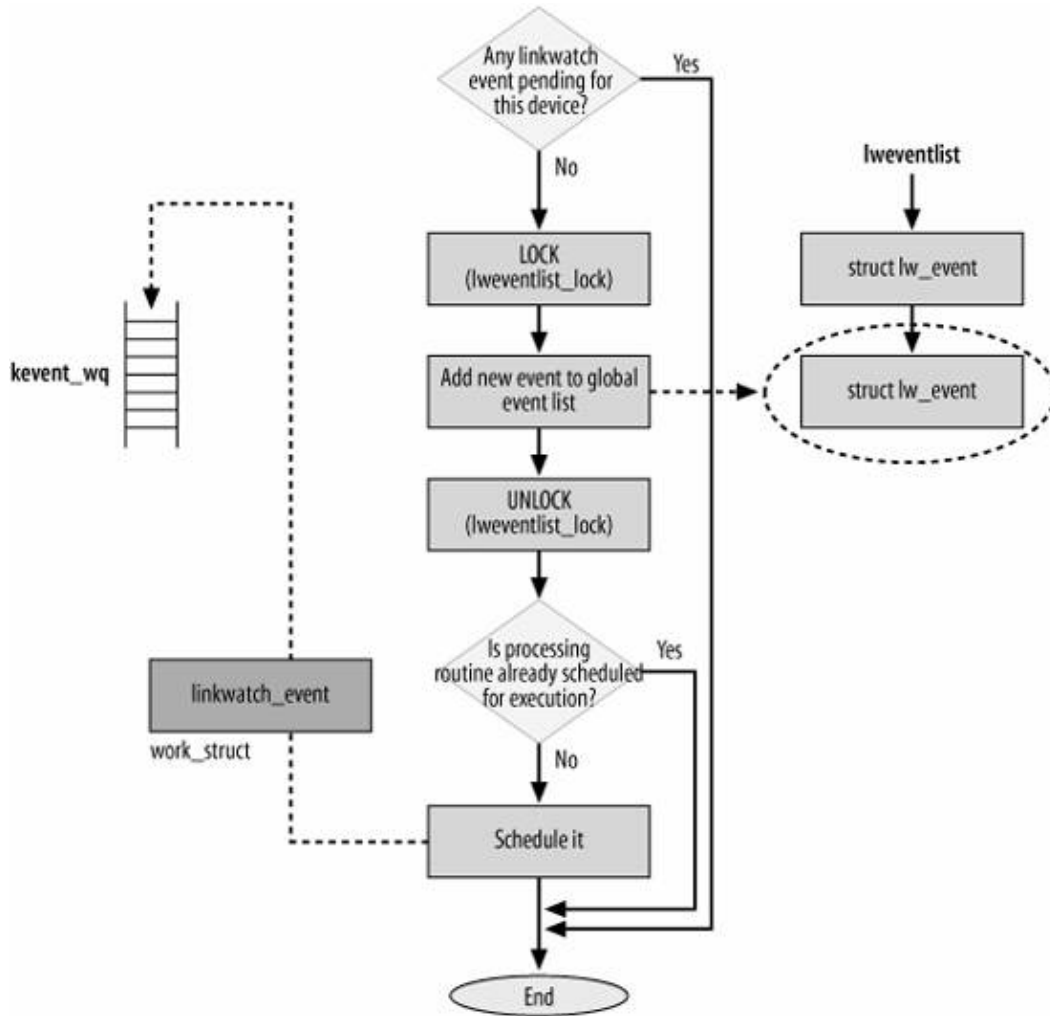 Any linkwatch
event pending for
this device?
Yes
No
lweventlist
LOCK
(lweventlist_lock)
struct lw_event
kevent_wq
Add new event to global
event list
struct lw_event
UNLOCK
(lweventlist_lock)
Is processing
routine already scheduled
for execution?
Yes
linkwatch_event
work_struct
No
Schedule it
End